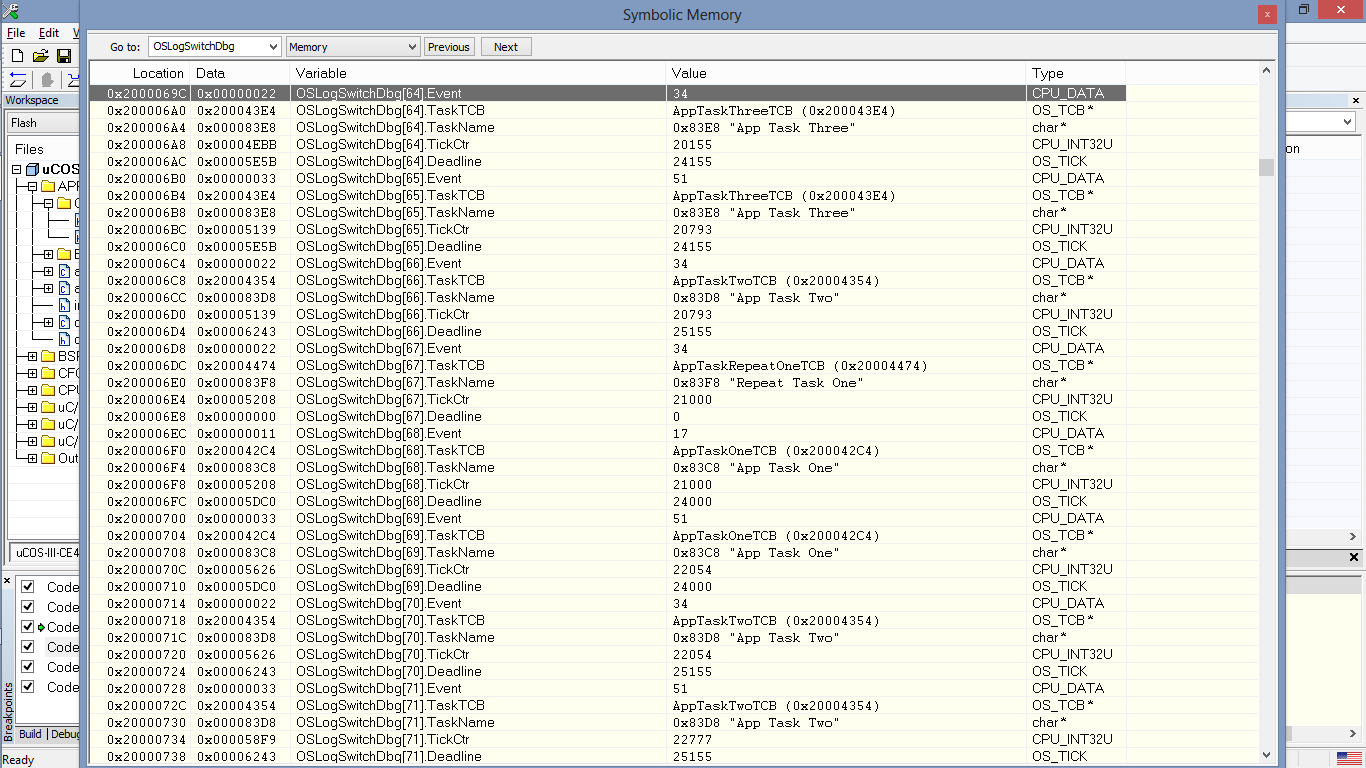 Symbolic Memory
File Edit
Go to: OSLogSwitchDbg Memory Previous Next
Workspace
Flash
Files
Location Data Variable Value Type
0x2000069C 0x00000022 OSLogSwitchDbg[64].Event 34 CPU_DATA
0x200006A0 0x200043E4 OSLogSwitchDbg[64].TaskTCB AppTaskThreeTCB (0x200043E4) OS_TCB*
0x200006A4 0x000083E8 OSLogSwitchDbg[64].TaskName 0x83E8 "App Task Three" char*
0x200006A8 0x00004EBB OSLogSwitchDbg[64].TickCtr 20155 CPU_INT32U
0x200006AC 0x00005E5B OSLogSwitchDbg[64].Deadline 24155 OS_TICK
0x200006B0 0x00000033 OSLogSwitchDbg[65].Event 51 CPU_DATA
0x200006B4 0x200043E4 OSLogSwitchDbg[65].TaskTCB AppTaskThreeTCB (0x200043E4) OS_TCB*
0x200006B8 0x000083E8 OSLogSwitchDbg[65].TaskName 0x83E8 "App Task Three" char*
0x200006BC 0x00005139 OSLogSwitchDbg[65].TickCtr 20793 CPU_INT32U
0x200006C0 0x00005E5B OSLogSwitchDbg[65].Deadline 24155 OS_TICK
0x200006C4 0x00000022 OSLogSwitchDbg[66].Event 34 CPU_DATA
0x200006C8 0x20004354 OSLogSwitchDbg[66].TaskTCB AppTaskTwoTCB (0x20004354) OS_TCB*
0x200006CC 0x000083D8 OSLogSwitchDbg[66].TaskName 0x83D8 "App Task Two" char*
0x200006D0 0x00005139 OSLogSwitchDbg[66].TickCtr 20793 CPU_INT32U
0x200006D4 0x00006243 OSLogSwitchDbg[66].Deadline 25155 OS_TICK
0x200006D8 0x00000022 OSLogSwitchDbg[67].Event 34 CPU_DATA
0x200006DC 0x20004474 OSLogSwitchDbg[67].TaskTCB AppTaskRepeatOneTCB (0x20004474) OS_TCB*
0x200006E0 0x000083F8 OSLogSwitchDbg[67].TaskName 0x83F8 "Repeat Task One" char*
0x200006E4 0x00005208 OSLogSwitchDbg[67].TickCtr 21000 CPU_INT32U
0x200006E8 0x00000000 OSLogSwitchDbg[67].Deadline 0 OS_TICK
0x200006EC 0x00000011 OSLogSwitchDbg[68].Event 17 CPU_DATA
0x200006F0 0x200042C4 OSLogSwitchDbg[68].TaskTCB AppTaskOneTCB (0x200042C4) OS_TCB*
0x200006F4 0x000083C8 OSLogSwitchDbg[68].TaskName 0x83C8 "App Task One" char*
0x200006F8 0x00005208 OSLogSwitchDbg[68].TickCtr 21000 CPU_INT32U
0x200006FC 0x00005DC0 OSLogSwitchDbg[68].Deadline 24000 OS_TICK
0x20000700 0x00000033 OSLogSwitchDbg[69].Event 51 CPU_DATA
0x20000704 0x200042C4 OSLogSwitchDbg[69].TaskTCB AppTaskOneTCB (0x200042C4) OS_TCB*
0x20000708 0x000083C8 OSLogSwitchDbg[69].TaskName 0x83C8 "App Task One" char*
0x2000070C 0x00005626 OSLogSwitchDbg[69].TickCtr 22054 CPU_INT32U
0x20000710 0x00005DC0 OSLogSwitchDbg[69].Deadline 24000 OS_TICK
0x20000714 0x00000022 OSLogSwitchDbg[70].Event 34 CPU_DATA
0x20000718 0x20004354 OSLogSwitchDbg[70].TaskTCB AppTaskTwoTCB (0x20004354) OS_TCB*
0x2000071C 0x000083D8 OSLogSwitchDbg[70].TaskName 0x83D8 "App Task Two" char*
0x20000720 0x00005626 OSLogSwitchDbg[70].TickCtr 22054 CPU_INT32U
0x20000724 0x00006243 OSLogSwitchDbg[70].Deadline 25155 OS_TICK
0x20000728 0x00000033 OSLogSwitchDbg[71].Event 51 CPU_DATA
0x2000072C 0x20004354 OSLogSwitchDbg[71].TaskTCB AppTaskTwoTCB (0x20004354) OS_TCB*
0x20000730 0x000083D8 OSLogSwitchDbg[71].TaskName 0x83D8 "App Task Two" char*
0x20000734 0x000058F9 OSLogSwitchDbg[71].TickCtr 22777 CPU_INT32U
0x20000738 0x00006243 OSLogSwitchDbg[71].Deadline 25155 OS_TICK
uCOS
APP
BSP
CPU
uC/
uC/
uC/
Out
uCOS-III-CE4
Code
Code
Code
Code
Code
Code
Breakpoints
Build Debug
Ready